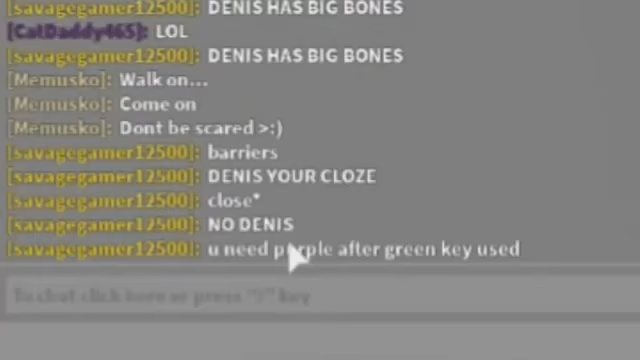 [savagegamer12500]: DENIS HAS BIG BONES
[CatDaddy465]: LOL
[savagegamer12500]: DENIS HAS BIG BONES
[Memusko]: Walk on...
[Memusko]: Come on
[Memusko]: Dont be scared >:)
[savagegamer12500]: barriers
[savagegamer12500]: DENIS YOUR CLOZE
[savagegamer12500]: close*
[savagegamer12500]: NO DENIS
[savagegamer12500]: u need purple after green key used
To chat click here or press "/" key